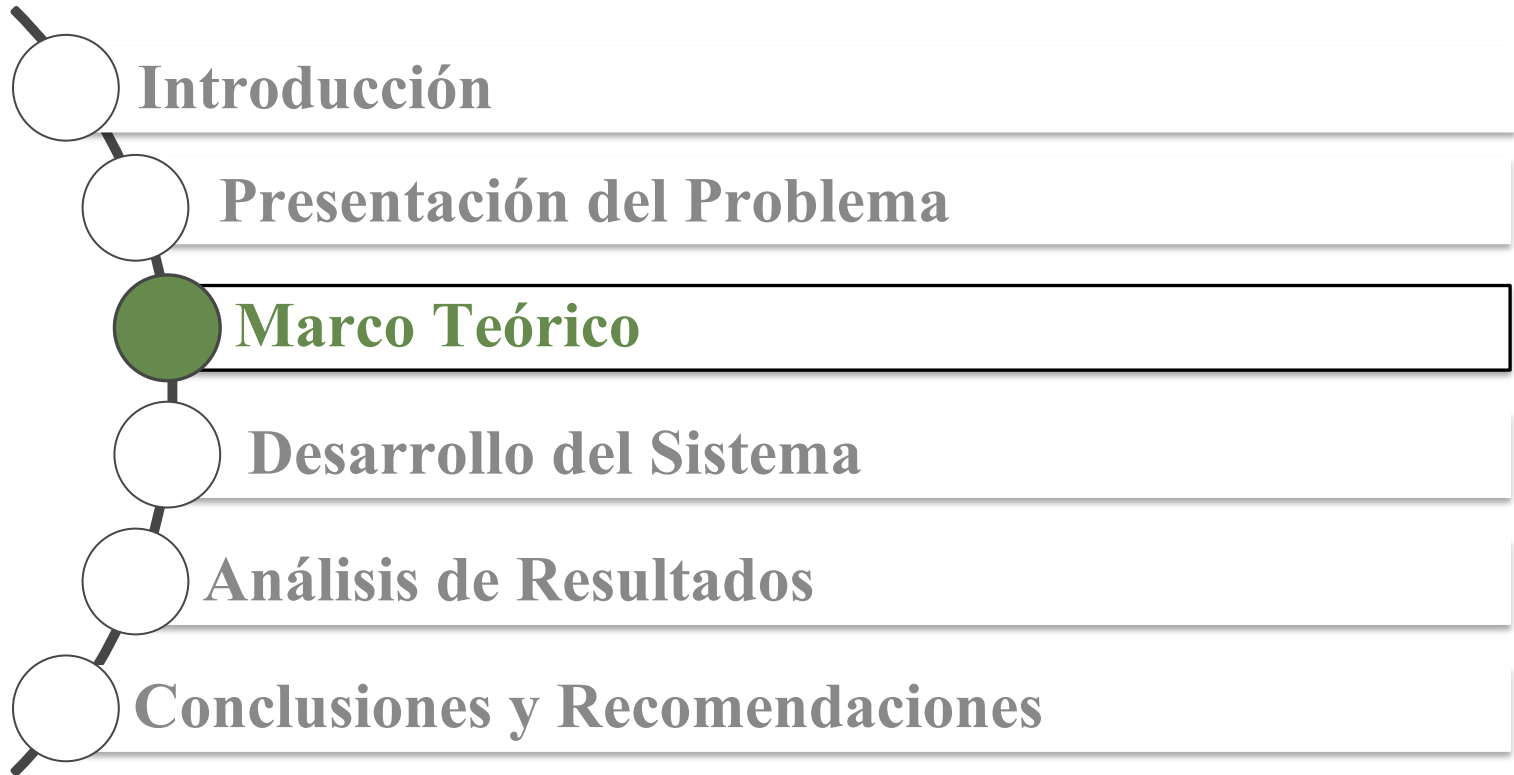 Introducción
Presentación del Problema
Marco Teórico
Desarrollo del Sistema
Análisis de Resultados
Conclusiones y Recomendaciones